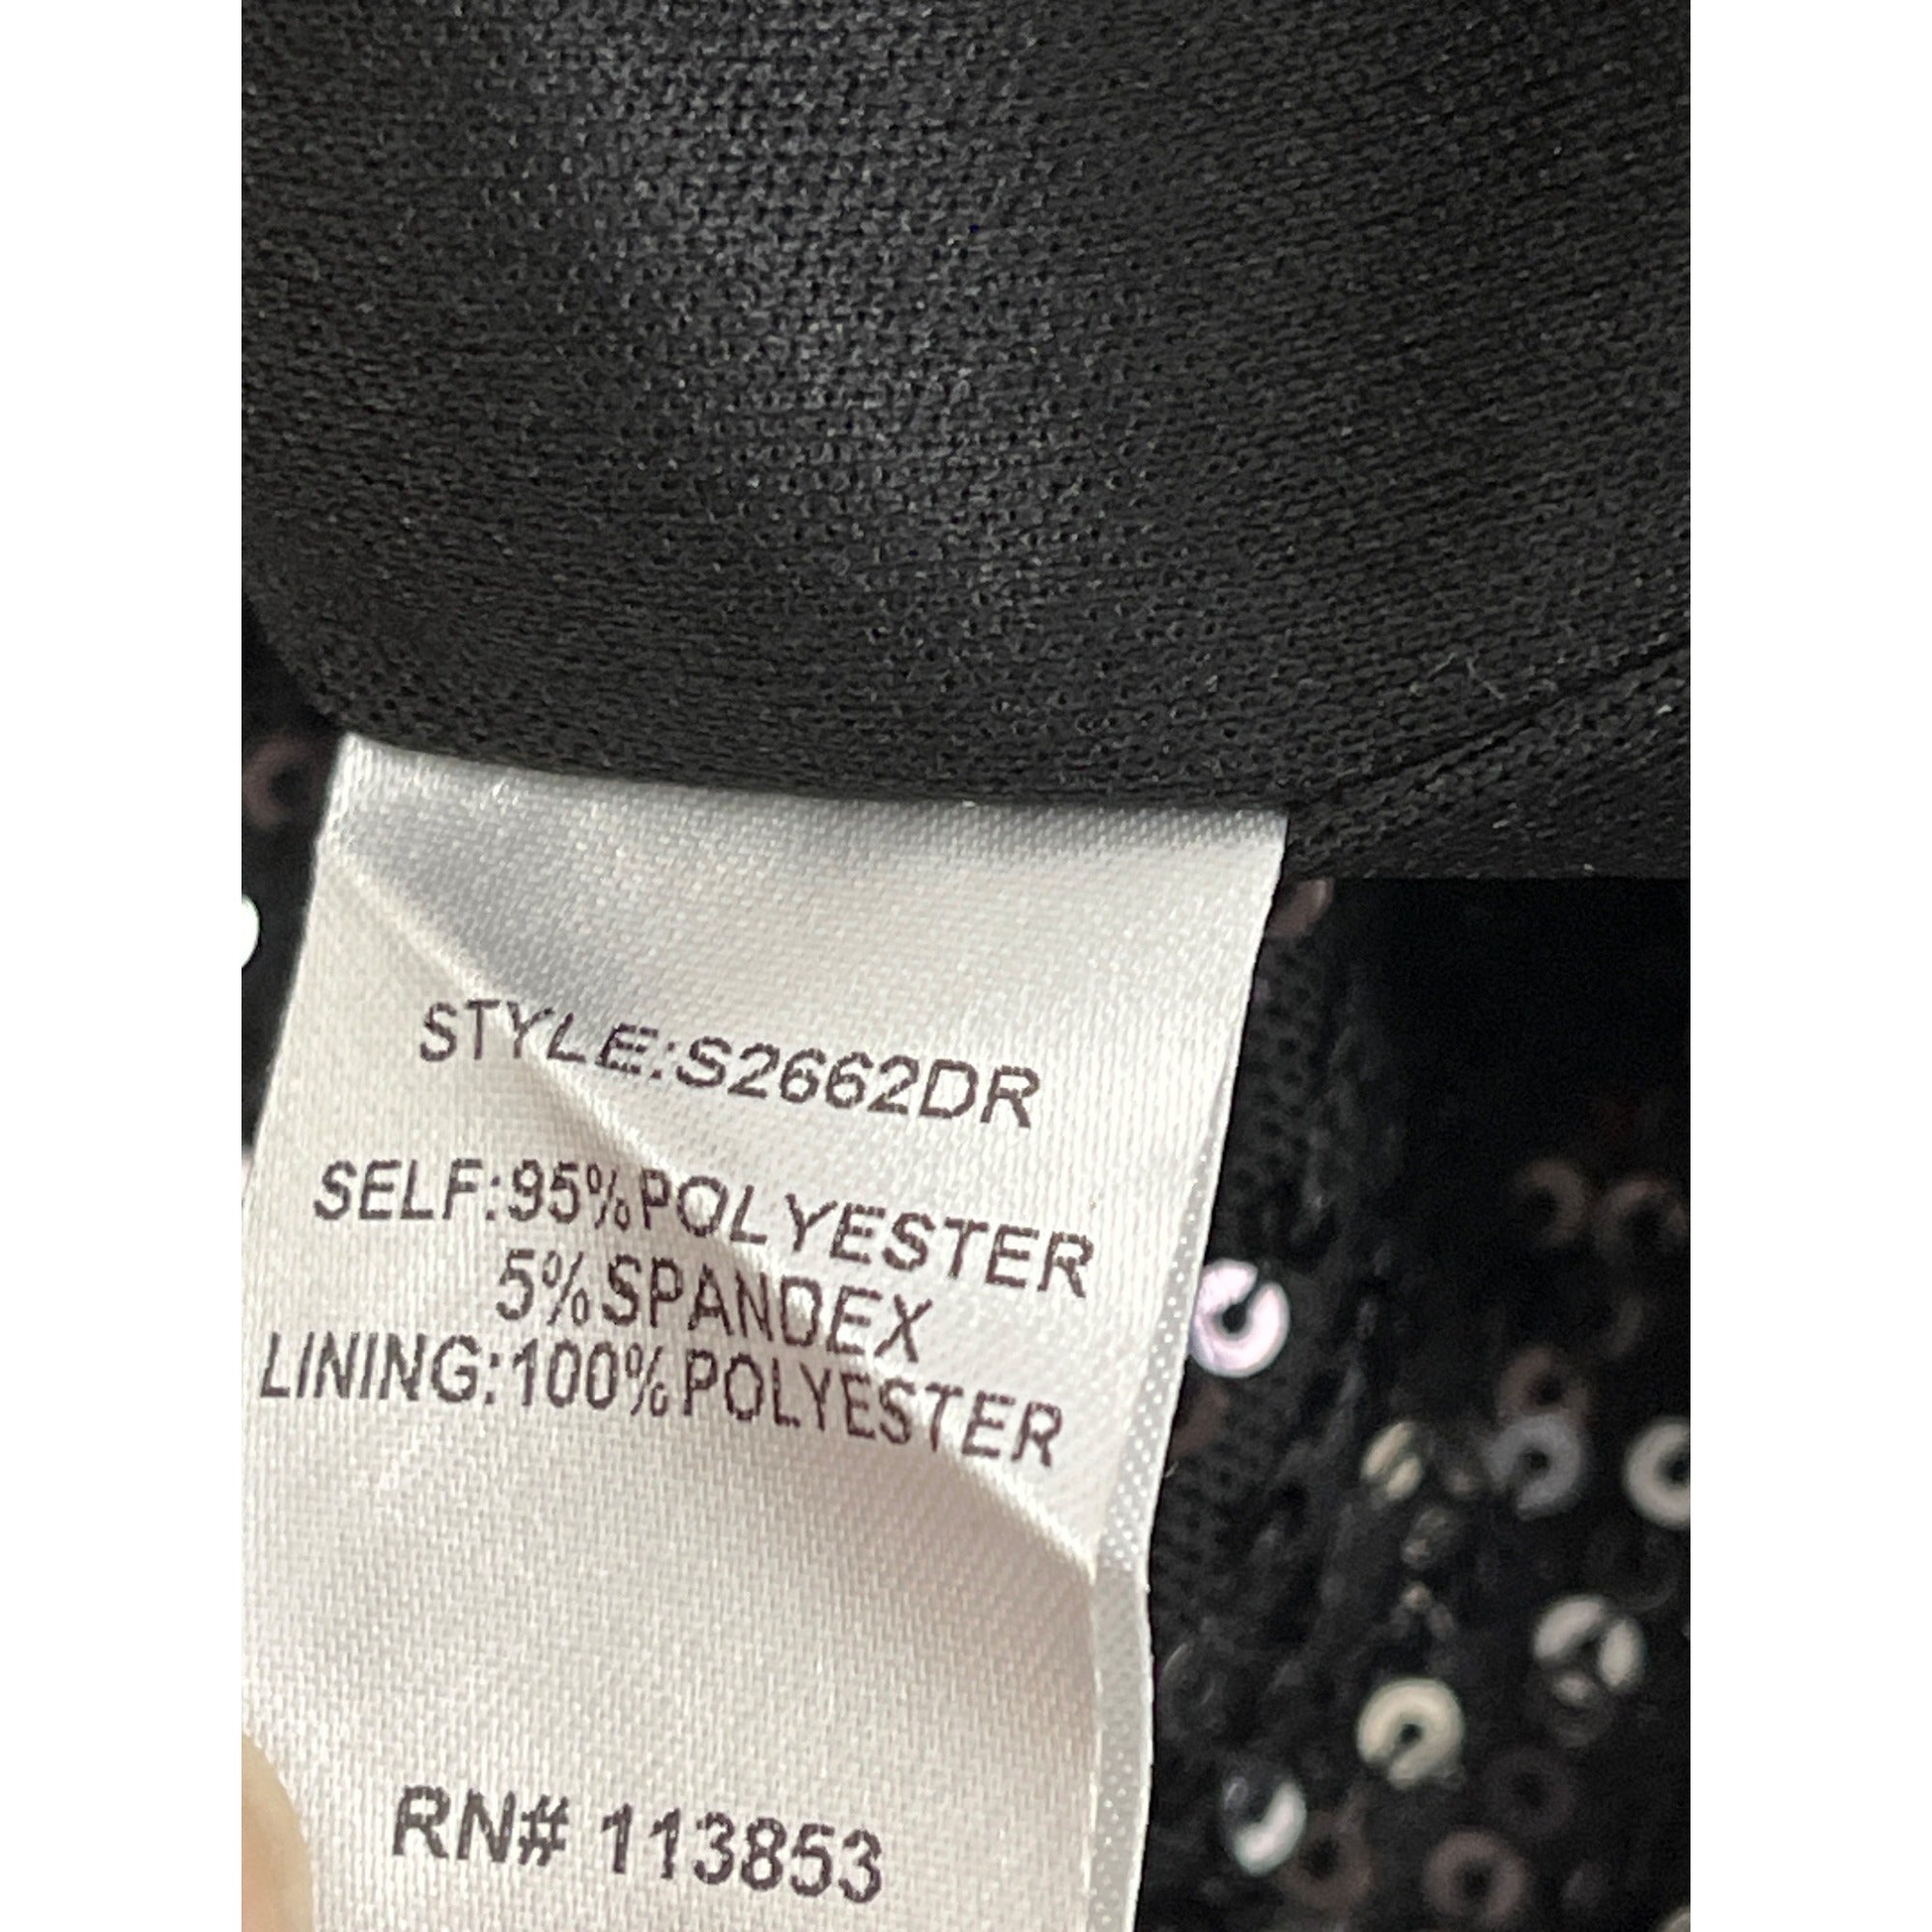 STYLE:S2662DR
SELF:95%POLYESTER
5%SPANDEX
LINING:100%POLYESTER
RN# 113853